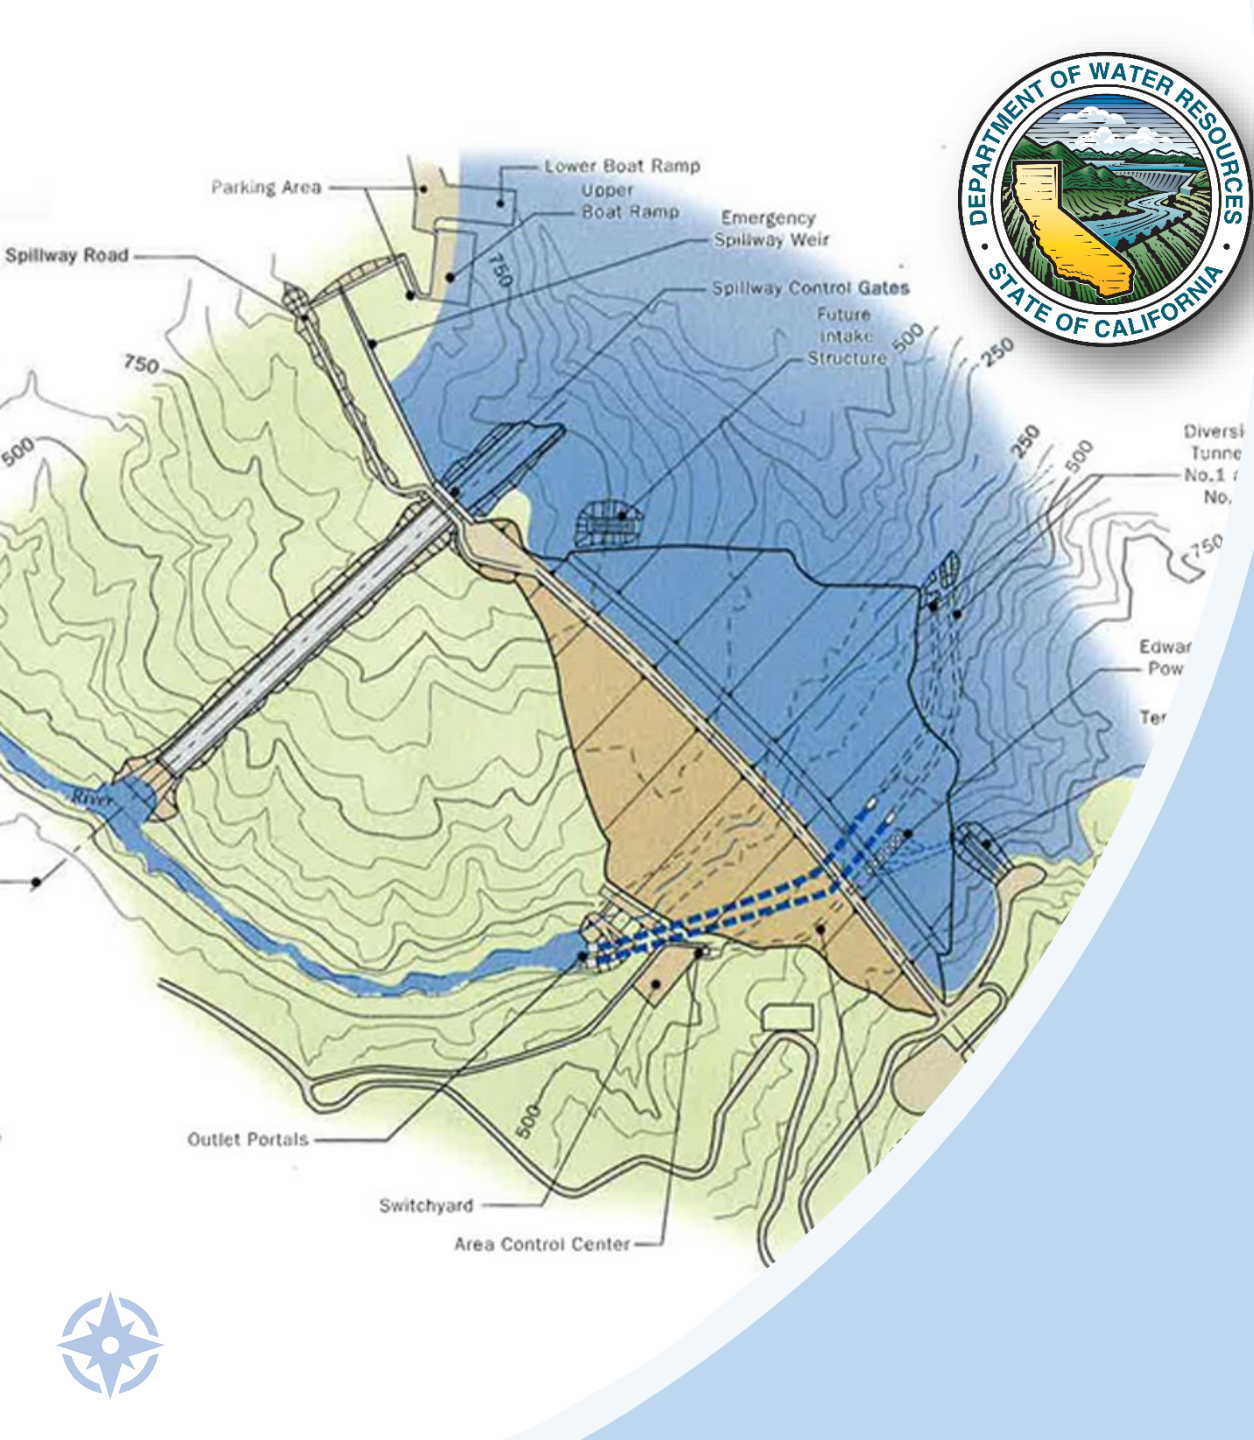 DEPARTMENT OF WATER RESOURCES
STATE OF CALIFORNIA
Lower Boat Ramp
Parking Area
Upper
Boat Ramp
Emergency
Spillway Weir
Spillway Road
750
Spillway Control Gates
Future
Intake
Structure
500
250
750
250
500
500
Diversi
Tunne
No.1
No.
750
Edwar
Pow
Ter
River
500
Outlet Portals
Switchyard
Area Control Center